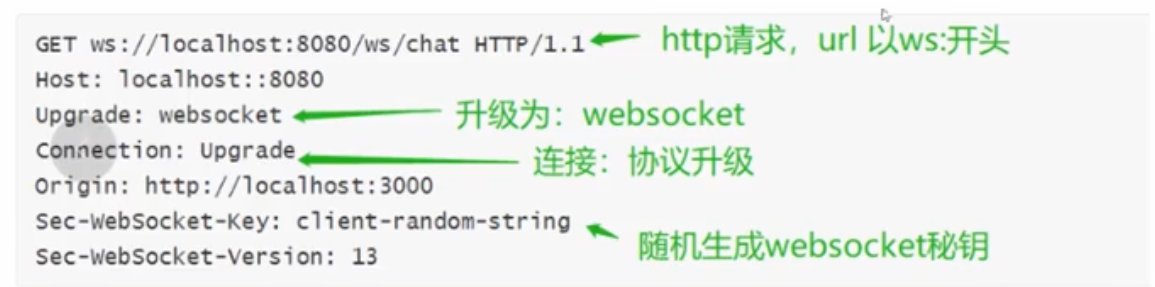 GET ws://localhost:8080/ws/chat HTTP/1.1 http请求，url 以ws:开头
Host: localhost::8080
Upgrade: websocket 升级为：websocket
Connection: Upgrade 连接：协议升级
Origin: http://localhost:3000
Sec-WebSocket-Key: client-random-string 随机生成websocket秘钥
Sec-WebSocket-Version: 13